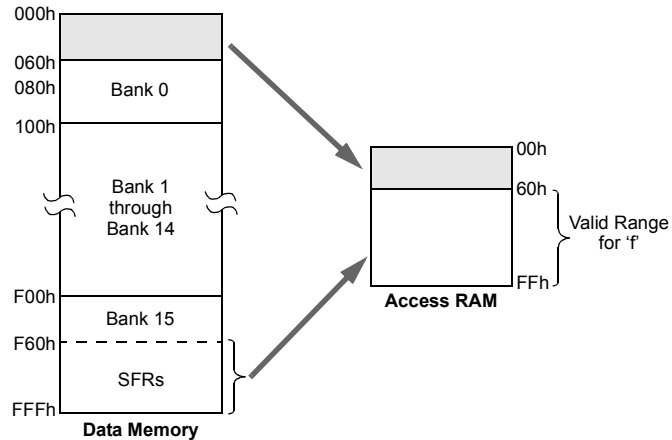 000h
060h
080h
Bank 0
100h
Bank 1
through
Bank 14
F00h
Bank 15
F60h
SFRs
FFFh
Data Memory
00h
60h
Valid Range
for ‘f’
FFh
Access RAM